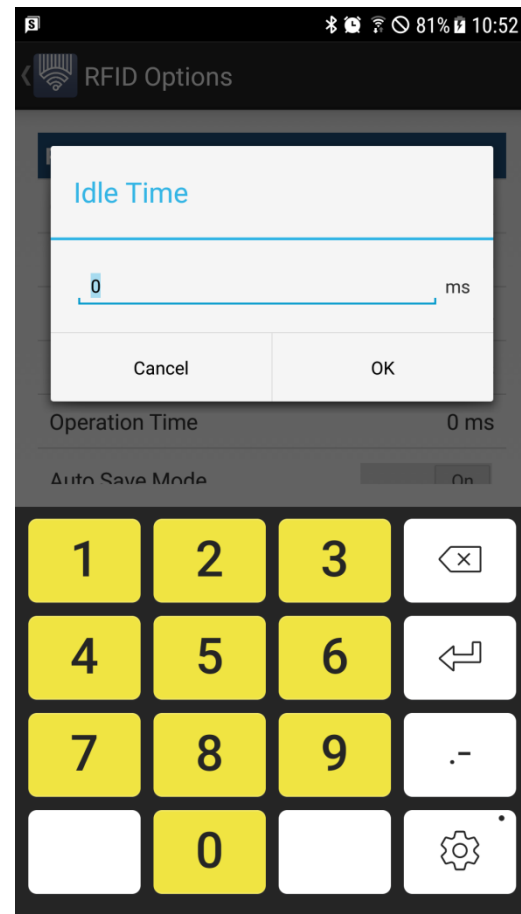 S 81% 10:52
RFID Options
Idle Time
0 ms
Cancel OK
Operation Time 0 ms
Auto Save Mode On
1 2 3
4 5 6
7 8 9 .-
0